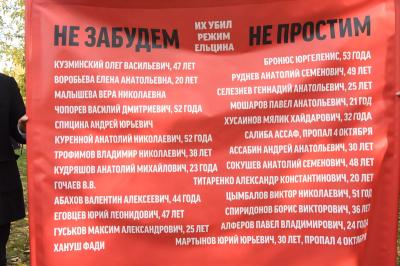 НЕ ЗАБУДЕМ
ИХ УБИЛ
РЕЖИМ
ЕЛЬЦИНА
НЕ ПРОСТИМ
КУЗМИНСКИЙ ОЛЕГ ВАСИЛЬЕВИЧ, 47 ЛЕТ
ВОРОБЬЕВА ЕЛЕНА АНАТОЛЬЕВНА, 20 ЛЕТ
МАЛЫШЕВА ВЕРА НИКОЛАЕВНА
ЧОПОРЕВ ВАСИЛИЙ ДМИТРИЕВИЧ, 52 ГОДА
СПИЦИНА АНДРЕЙ ЮРЬЕВИЧ
КУРЕННОЙ АНАТОЛИЙ НИКОЛАЕВИЧ, 52 ГОДА
ТРОФИМОВ ВЛАДИМИР НИКОЛАЕВИЧ, 38 ЛЕТ
КУДРЯШОВ АНАТОЛИЙ МИХАЙЛОВИЧ, 23 ГОДА
ГОЧАЕВ В.В.
АБАХОВ ВАЛЕНТИН АЛЕКСЕЕВИЧ, 44 ГОДА
ЕГОВЦЕВ ЮРИЙ ЛЕОНИДОВИЧ, 47 ЛЕТ
ГУСЬКОВ МАКСИМ АЛЕКСАНДРОВИЧ, 25 ЛЕТ
ХАНУШ ФАДИ
БРОНЮС ЮРГЕЛЕНИС, 53 ГОДА
РУДНЕВ АНАТОЛИЙ СЕМЕНОВИЧ, 49 ЛЕТ
СЕЛЕЗНЕВ ГЕННАДИЙ АНАТОЛЬЕВИЧ, 25 ЛЕТ
МОШАРОВ ПАВЕЛ АНАТОЛЬЕВИЧ, 21 ГОД
ХУСАИНОВ МЯЛИК ХАЙДАРОВИЧ, 32 ГОДА
САЛИБА АССАФ, ПРОПАЛ 4 ОКТЯБРЯ
АССАБИН АНДРЕЙ АНАТОЛЬЕВИЧ, 30 ЛЕТ
СОКУШЕВ АНАТОЛИЙ СЕМЕНОВИЧ, 48 ЛЕТ
ТИТАРЕНКО АЛЕКСАНДР КОНСТАНТИНОВИЧ, 20 ЛЕТ
ЦЫМБАЛОВ ВИКТОР НИКОЛАЕВИЧ, 51 ГОД
СПИРИДОНОВ БОРИС ВИКТОРОВИЧ, 36 ЛЕТ
АЛФЕРОВ ПАВЕЛ ВЛАДИМИРОВИЧ, 24 ГОДА
МАРТЫНОВ ЮРИЙ ЮРЬЕВИЧ, 30 ЛЕТ, ПРОПАЛ 4 ОКТЯБРЯ